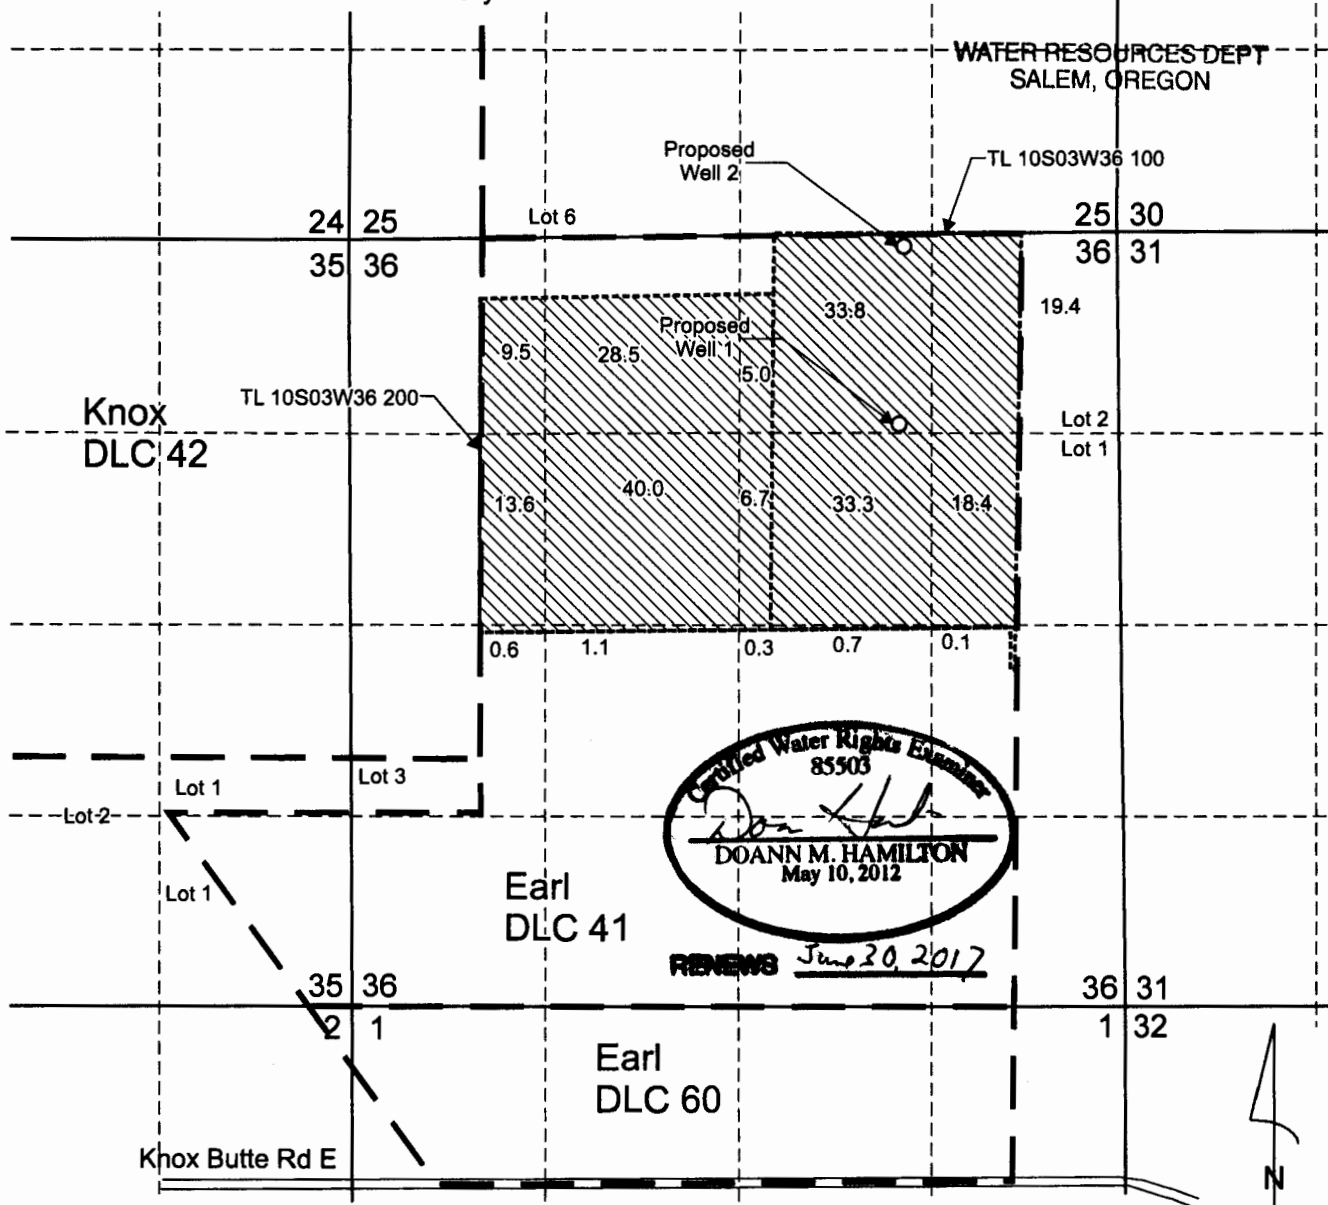 WATER RESOURCES DEPT
SALEM, OREGON
Proposed
Well 2
TL 10S03W36 100
24 25
Lot 6
25 30
35 36
36 31
33.8
19.4
Proposed
Well 1
9.5
28.5
5.0
TL 10S03W36 200
Knox
DLC 42
Lot 2
Lot 1
13.6
40.0
6.7
33.3
18.4
0.6
1.1
0.3
0.7
0.1
Certified Water Rights Examiner
85503
Lot 3
Lot 1
Lot 2
DOANN M. HAMILTON
May 10, 2012
Lot 1
Earl
DLC 41
RENEWS June 30, 2017
35 36
36 31
2 1
1 32
Earl
DLC 60
Knox Butte Rd E
N